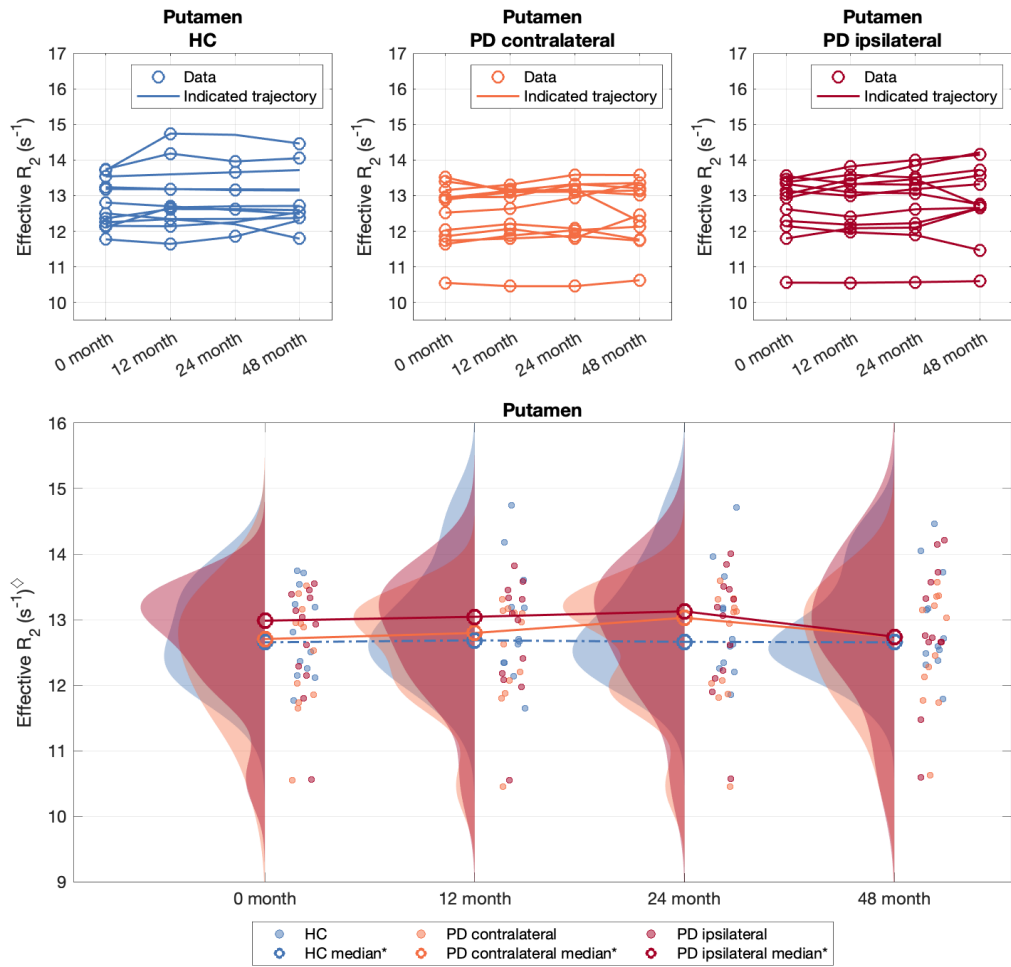 Putamen
HC
Putamen
PD contralateral
Putamen
PD ipsilateral
17
16
15
14
13
12
11
10
Effective R2 (s-1)
Data
Indicated trajectory
0 month
12 month
24 month
48 month
17
16
15
14
13
12
11
10
Effective R2 (s-1)
Data
Indicated trajectory
0 month
12 month
24 month
48 month
17
16
15
14
13
12
11
10
Effective R2 (s-1)
Data
Indicated trajectory
0 month
12 month
24 month
48 month
Putamen
16
15
14
13
12
11
10
9
Effective R2 (s-1)◇
0 month
12 month
24 month
48 month
HC
PD contralateral
PD ipsilateral
HC median*
PD contralateral median*
PD ipsilateral median*